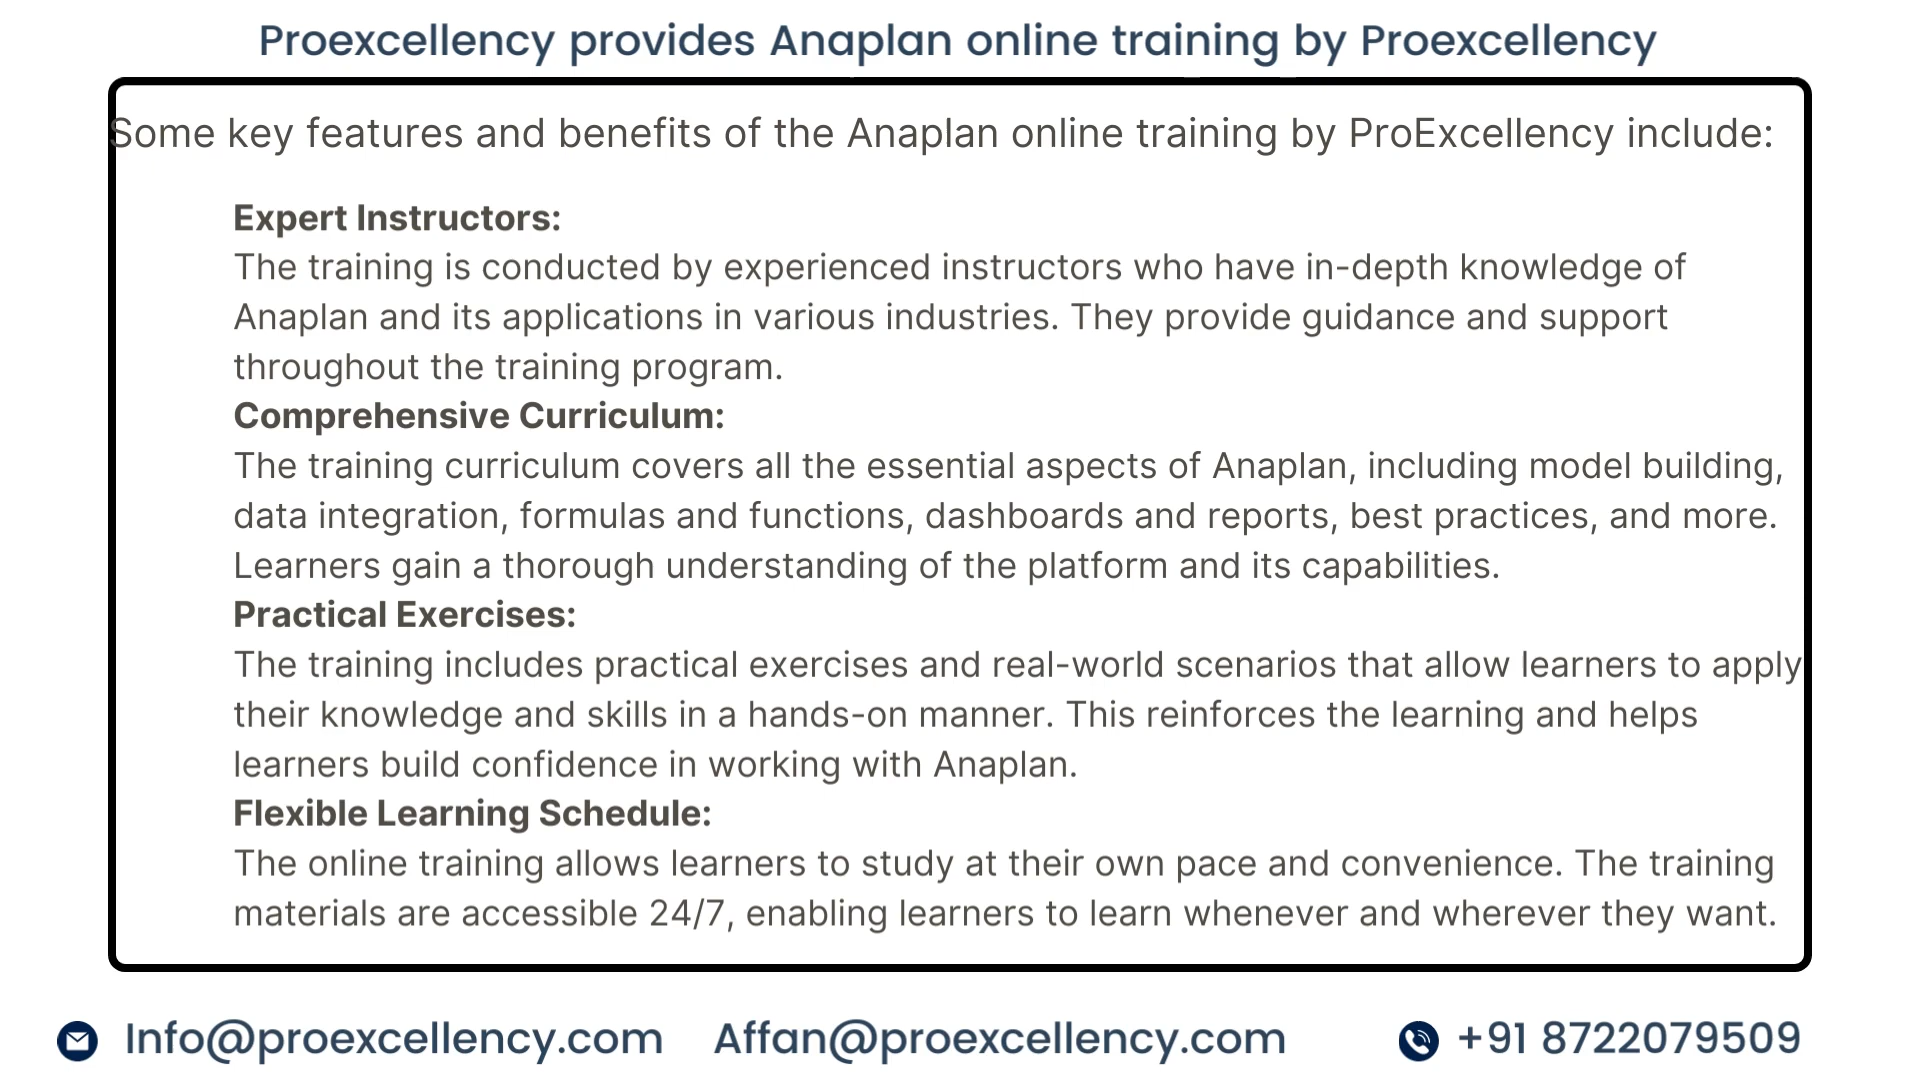 Proexcellency provides Anaplan online training by Proexcellency
Some key features and benefits of the Anaplan online training by ProExcellency include:
Expert Instructors:
The training is conducted by experienced instructors who have in-depth knowledge of
Anaplan and its applications in various industries. They provide guidance and support
throughout the training program.
Comprehensive Curriculum:
The training curriculum covers all the essential aspects of Anaplan, including model building,
data integration, formulas and functions, dashboards and reports, best practices, and more.
Learners gain a thorough understanding of the platform and its capabilities.
Practical Exercises:
The training includes practical exercises and real-world scenarios that allow learners to apply
their knowledge and skills in a hands-on manner. This reinforces the learning and helps
learners build confidence in working with Anaplan.
Flexible Learning Schedule:
The online training allows learners to study at their own pace and convenience. The training
materials are accessible 24/7, enabling learners to learn whenever and wherever they want.
Info@proexcellency.com Affan@proexcellency.com +91 8722079509